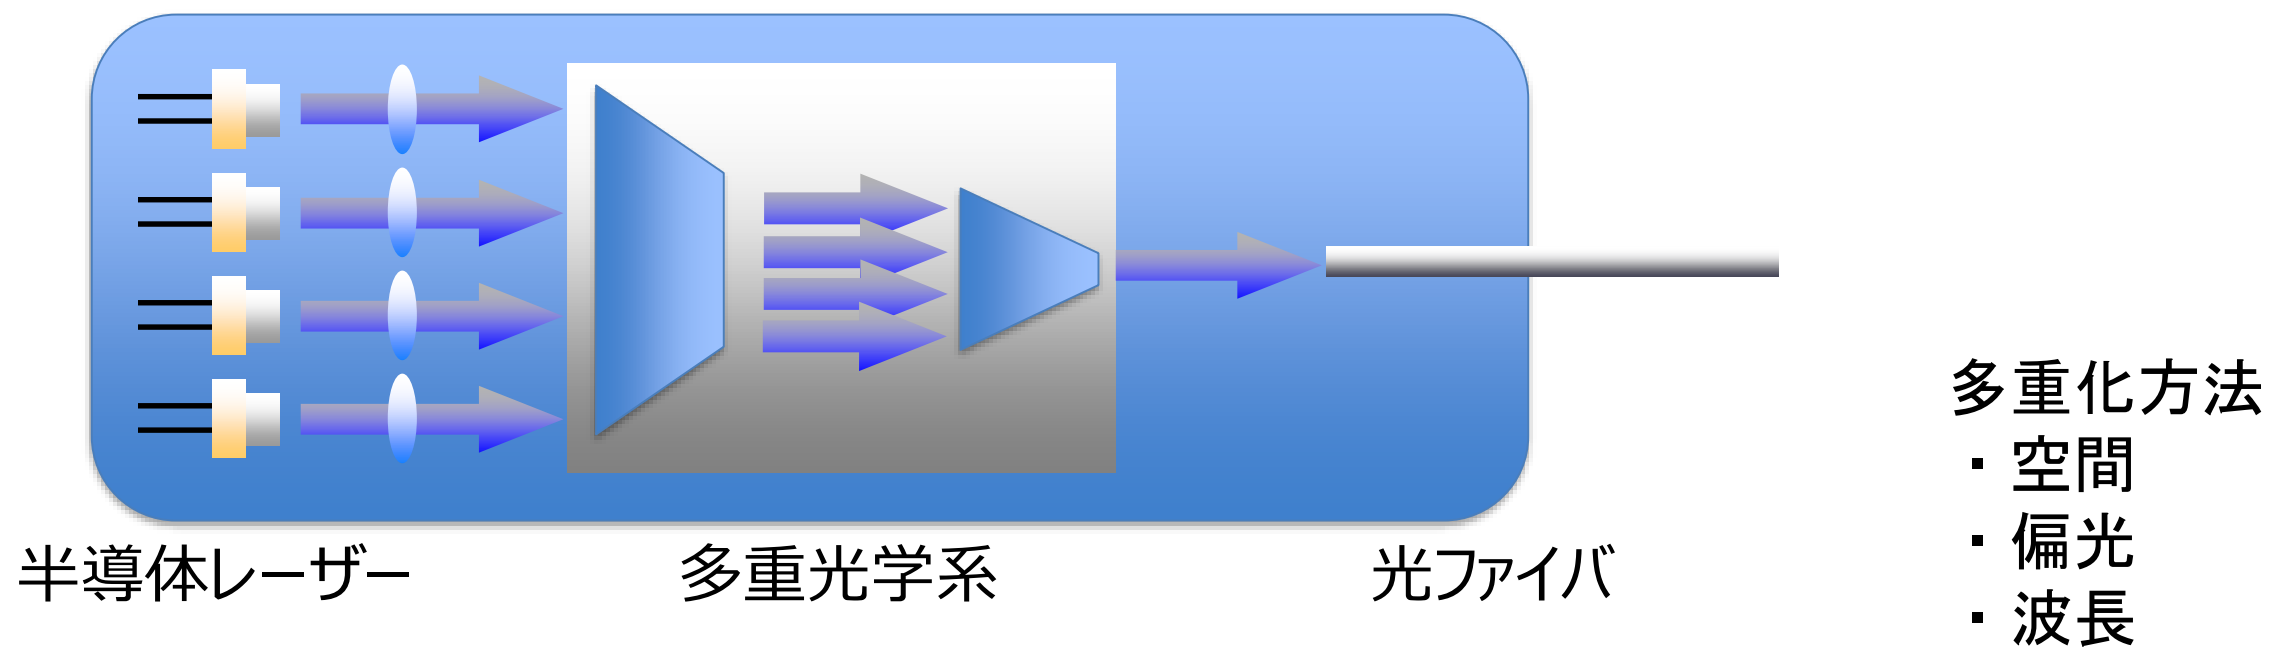 半導体レーザー
多重光学系
光ファイバ
多重化方法
・空間
・偏光
・波長